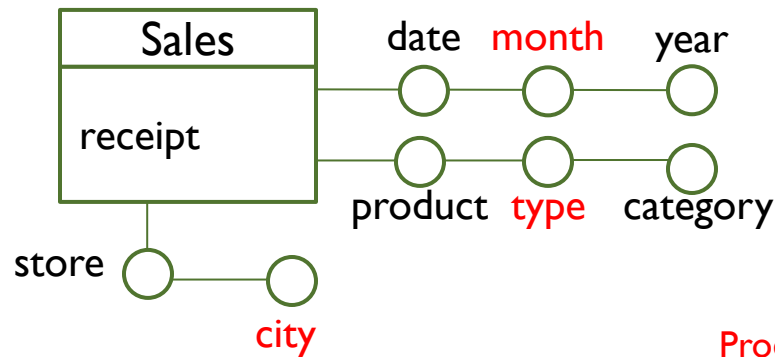 Sales
date month year
receipt
product type category
store
city